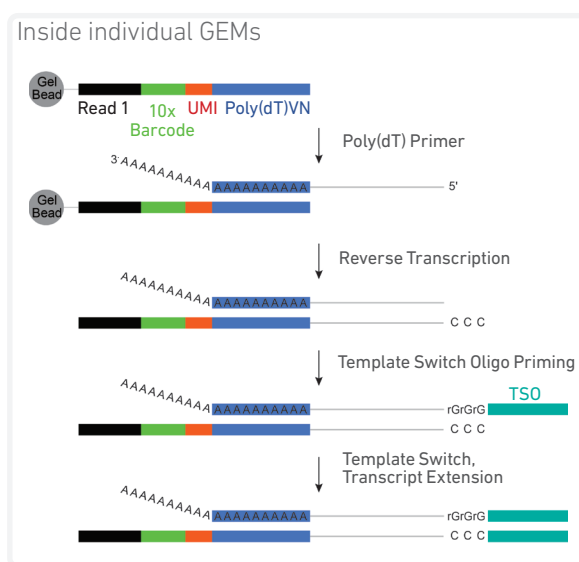 Inside individual GEMs
Gel
Bead
Read 1 10x UMI Poly(dT)VN
Barcode
Poly(dT) Primer
3' AAAAAAAAAA AAAAAAAAAA 5'
Gel
Bead
Reverse Transcription
AAAAAAAAAA AAAAAAAAAA
C C C
Template Switch Oligo Priming
TSO
AAAAAAAAAA AAAAAAAAAA rGrGrG
C C C
Template Switch,
Transcript Extension
AAAAAAAAAA AAAAAAAAAA rGrGrG
C C C